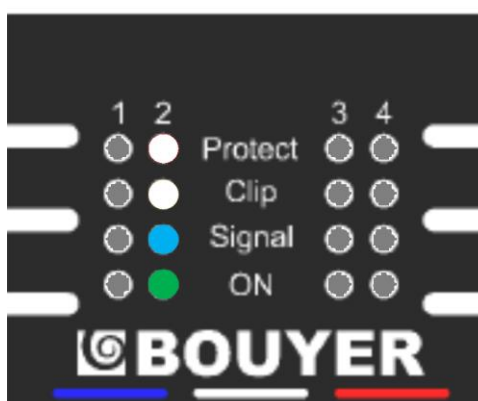 1 2 3 4
Protect
Clip
Signal
ON
BOUYER